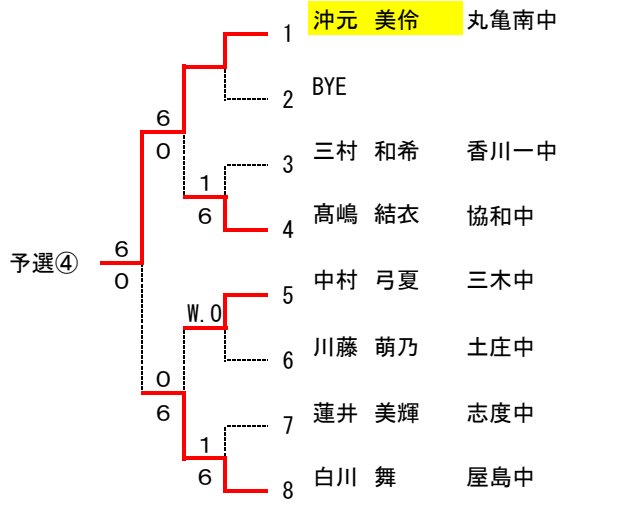 1 沖元 美伶 丸亀南中
2 BYE
6
0
3 三村 和希 香川一中
1
6
4 髙嶋 結衣 協和中
予選④
6
0
5 中村 弓夏 三木中
W.O
6 川藤 萌乃 土庄中
0
6
7 蓮井 美輝 志度中
1
6
8 白川 舞 屋島中